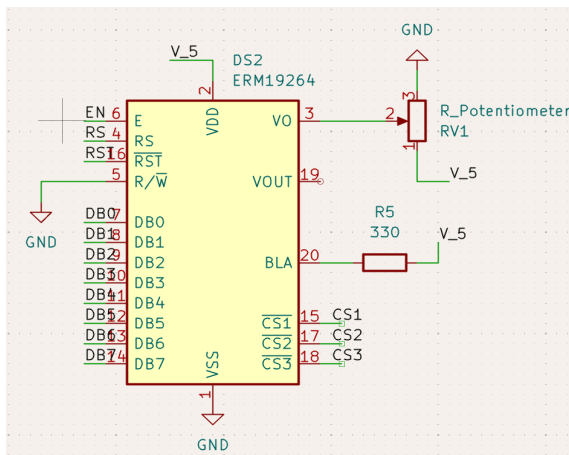 GND
V_5
DS2
ERM19264
2
VDD
3
EN 6 E
VO 3
2
R_Potentiometer
RV1
RS 4 RS
RST 16 RST
1
5 R/W
VOUT 19
V_5
GND
DB0 7 DB0
DB1 8 DB1
DB2 9 DB2
DB3 10 DB3
DB4 11 DB4
DB5 12 DB5
DB6 13 DB6
DB7 14 DB7
R5
330
V_5
BLA 20
CS1 15 CS1
CS2 17 CS2
CS3 18 CS3
VSS
1
GND